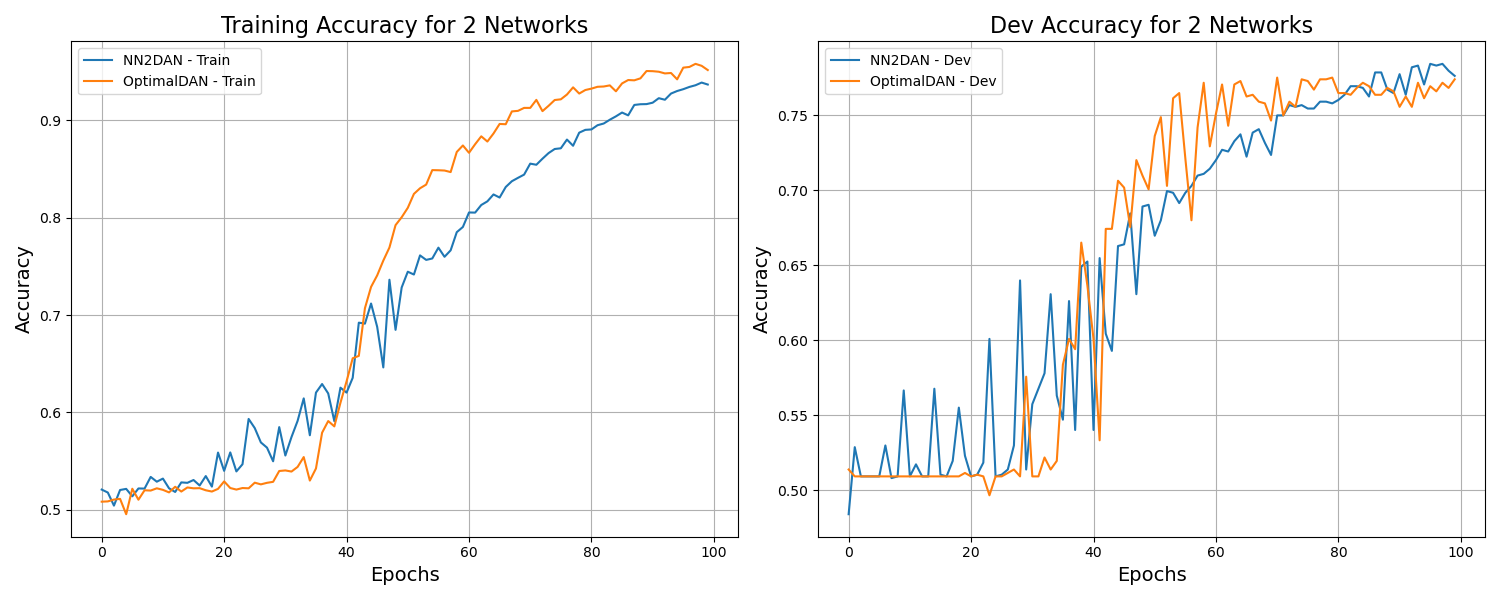 Training Accuracy for 2 Networks
NN2DAN - Train
OptimalDAN - Train
Accuracy
0.9
0.8
0.7
0.6
0.5
0
20
40
60
80
100
Epochs
Dev Accuracy for 2 Networks
NN2DAN - Dev
OptimalDAN - Dev
Accuracy
0.75
0.70
0.65
0.60
0.55
0.50
0
20
40
60
80
100
Epochs